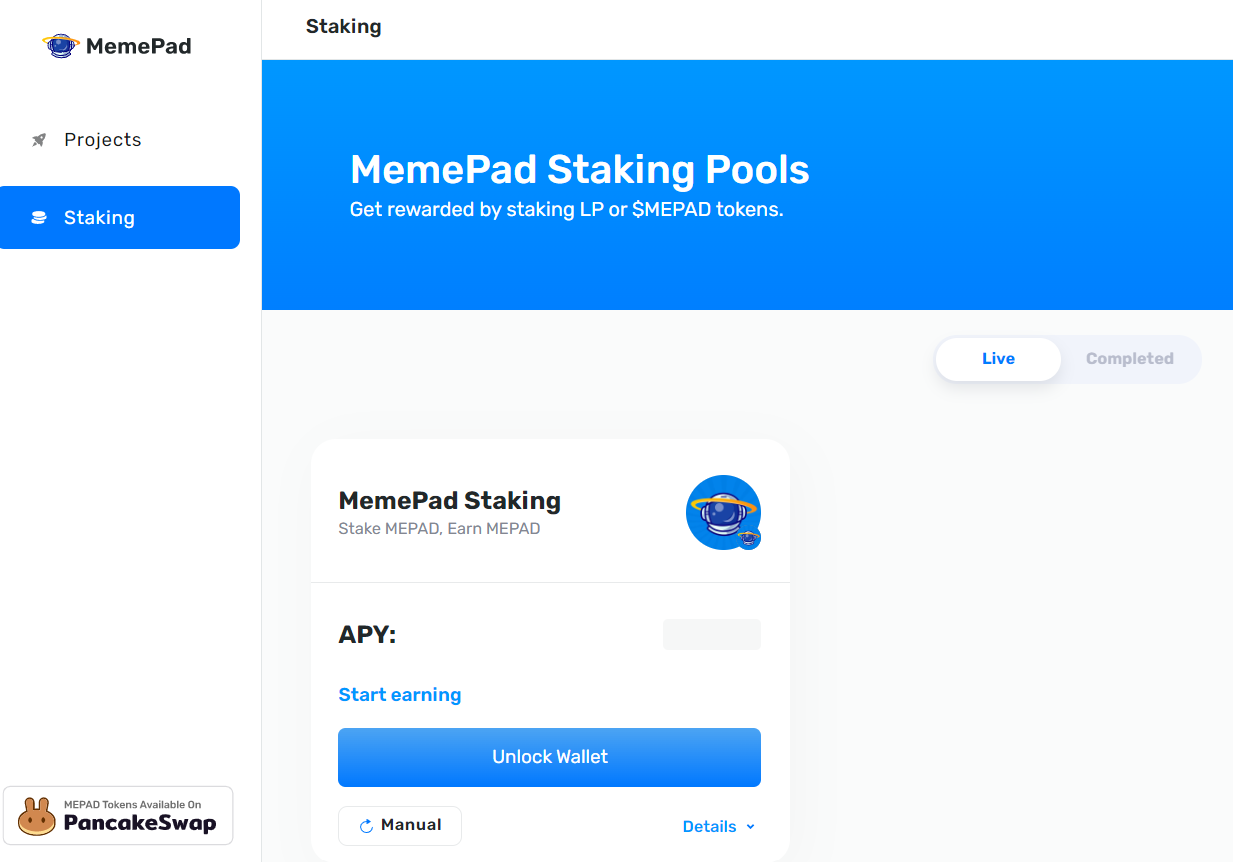 MemePad
Projects
Staking
MEPAD Tokens Available On
PancakeSwap
Staking
MemePad Staking Pools
Get rewarded by staking LP or $MEPAD tokens.
Live
Completed
MemePad Staking
Stake MEPAD, Earn MEPAD
APY:
Start earning
Unlock Wallet
Manual
Details